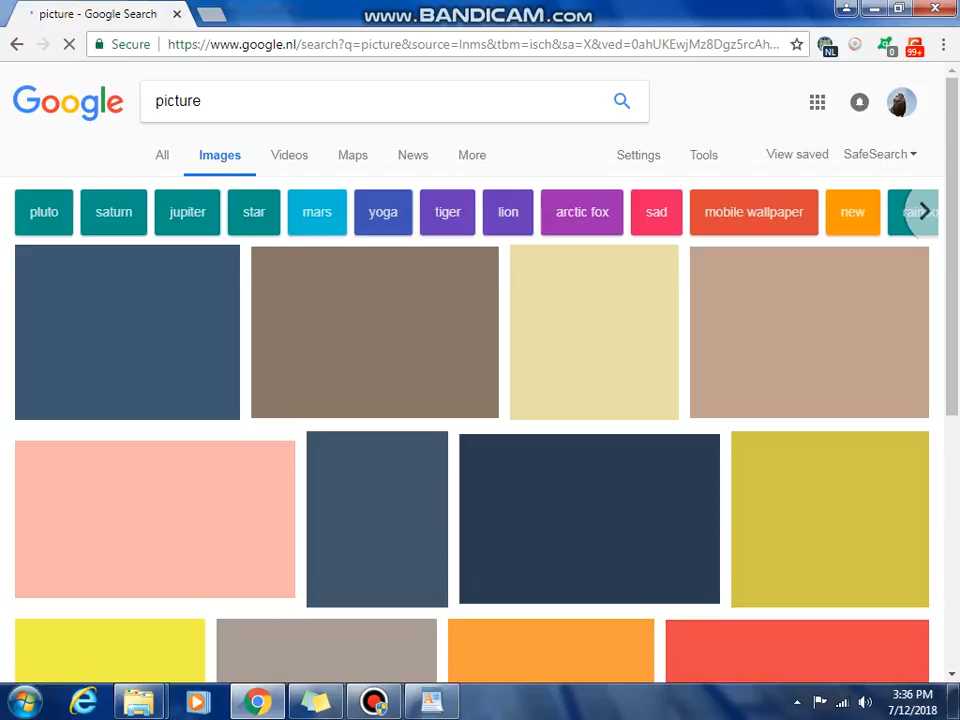 www.BANDICAM.com
picture - Google Search
Secure https://www.google.nl/search?q=picture&source=lnms&tbm=isch&sa=X&ved=0ahUKEwjMz8Dgz5rcAh...
NL 0 99+
Google picture
All Images Videos Maps News More Settings Tools View saved SafeSearch
pluto saturn jupiter star mars yoga tiger lion arctic fox sad mobile wallpaper new
3:36 PM
7/12/2018